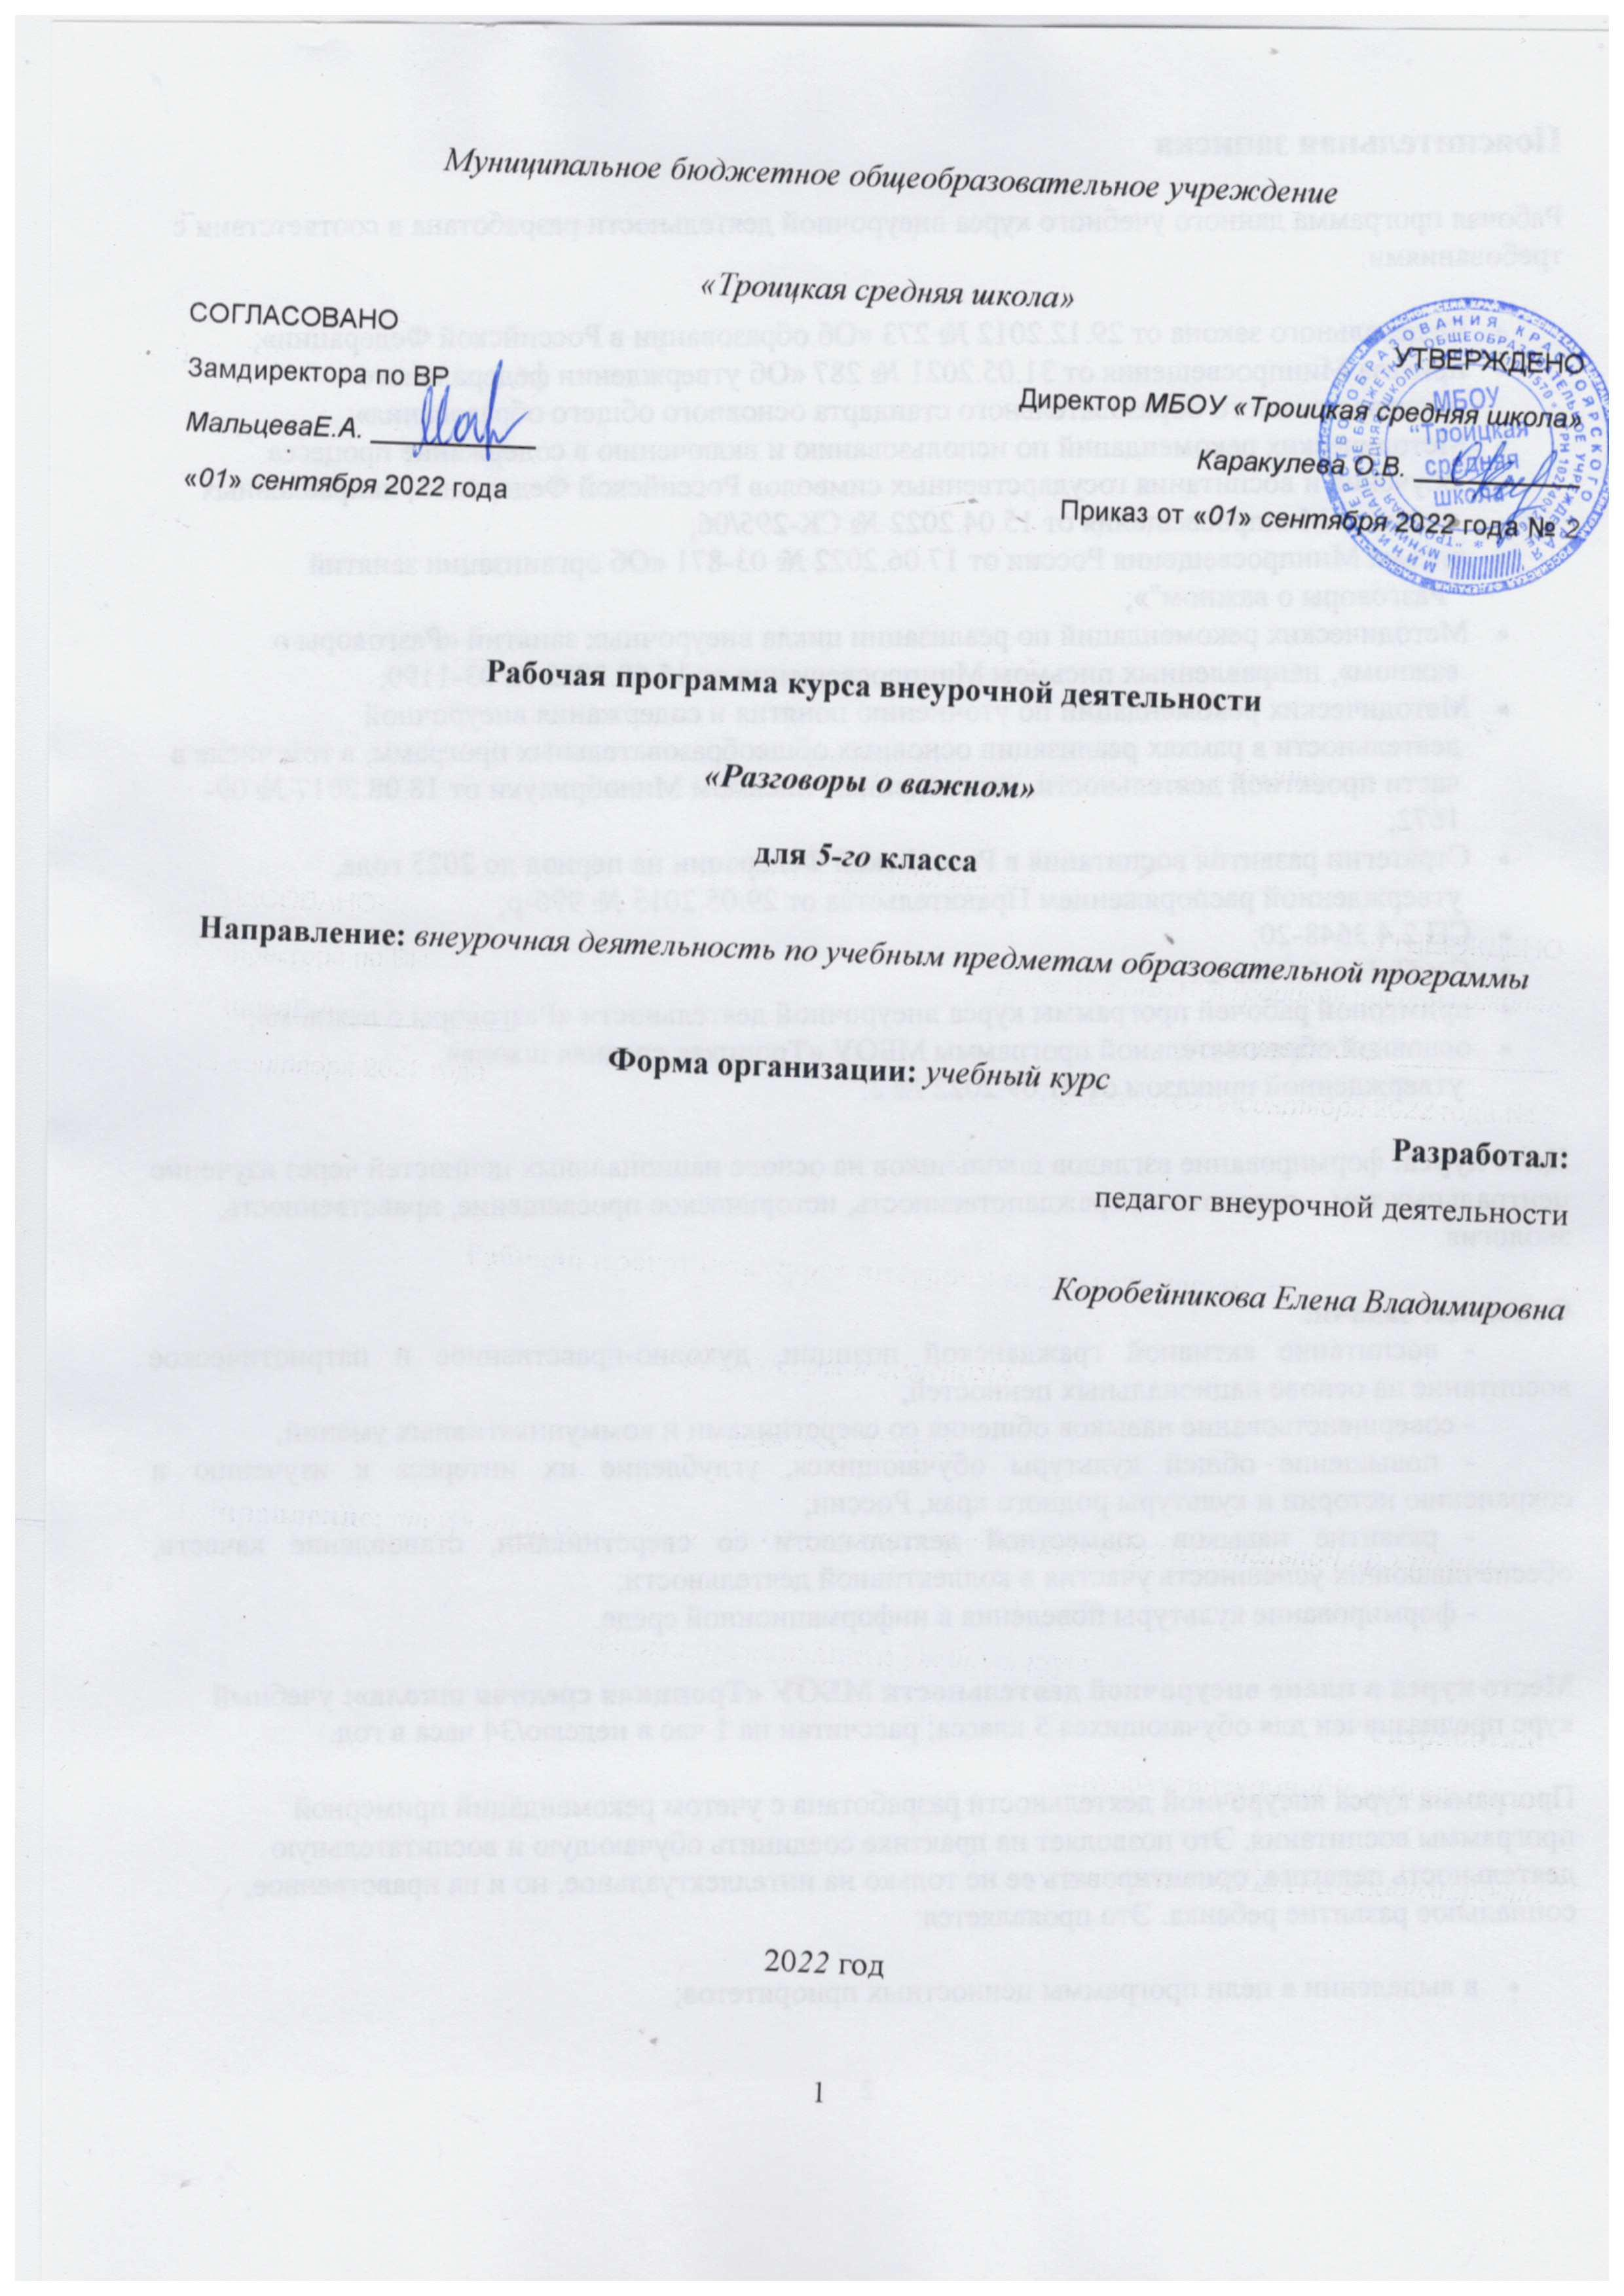 Муниципальное бюджетное общеобразовательное учреждение
«Троицкая средняя школа»
СОГЛАСОВАНО
Замдиректора по ВР
МальцеваЕ.А.
«01» сентября 2022 года
УТВЕРЖДЕНО
Директор МБОУ «Троицкая средняя школа»
Каракулева О.В.
Приказ от «01» сентября 2022 года № 2
МБОУ
"Троицкая
средняя
школа"
Рабочая программа курса внеурочной деятельности
«Разговоры о важном»
для 5-го класса
Направление: внеурочная деятельность по учебным предметам образовательной программы
Форма организации: учебный курс
Разработал:
педагог внеурочной деятельности
Коробейникова Елена Владимировна
2022 год
1